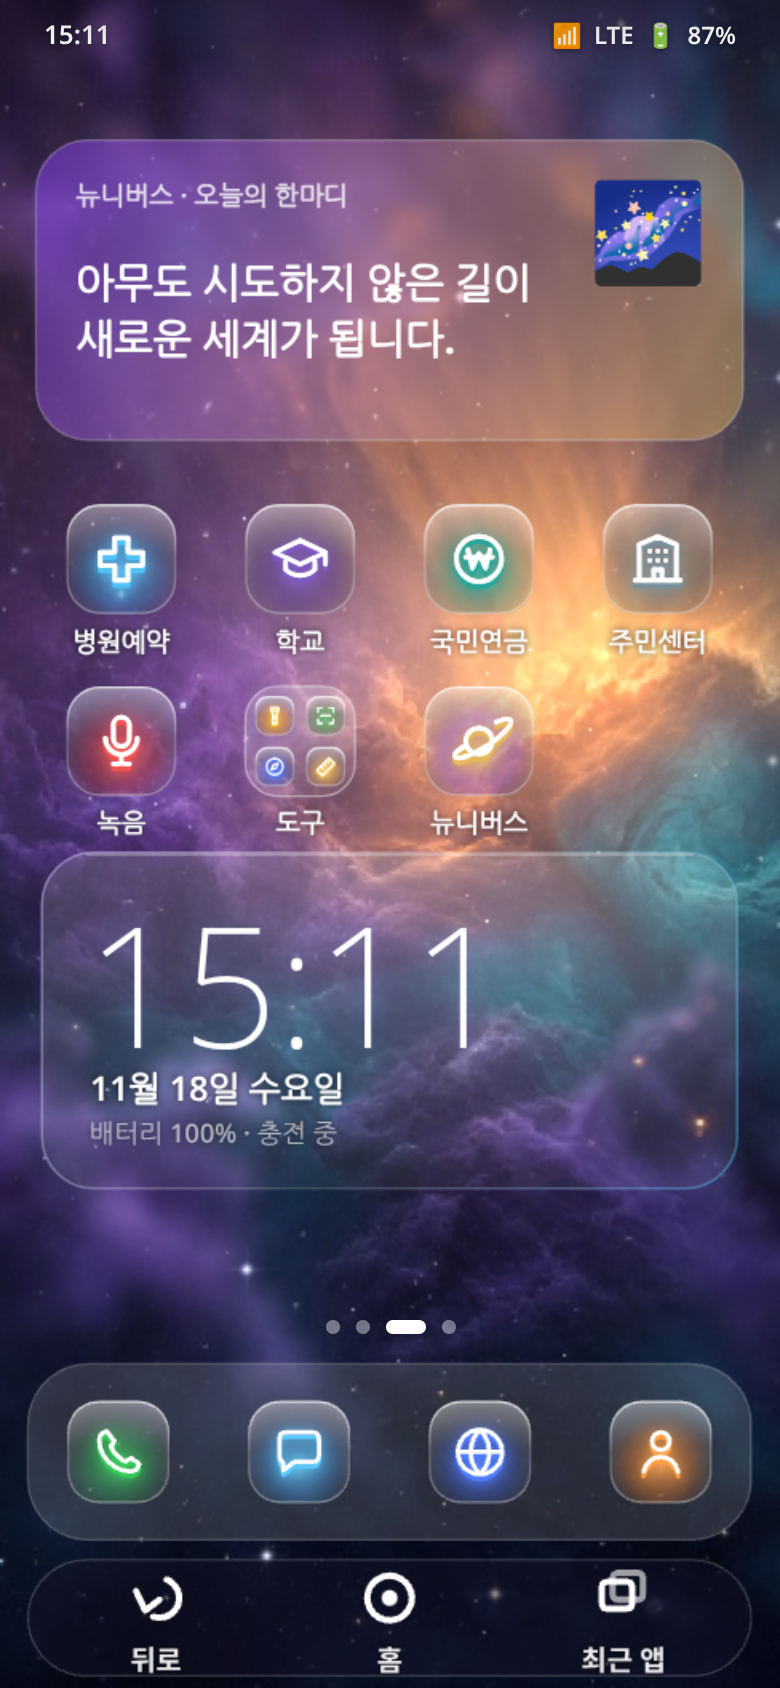 15:11
LTE 87%
뉴니버스 · 오늘의 한마디
아무도 시도하지 않은 길이
새로운 세계가 됩니다.
병원예약 학교 국민연금 주민센터
녹음 도구 뉴니버스
15:11
11월 18일 수요일
배터리 100% · 충전 중
뒤로 홈 최근 앱